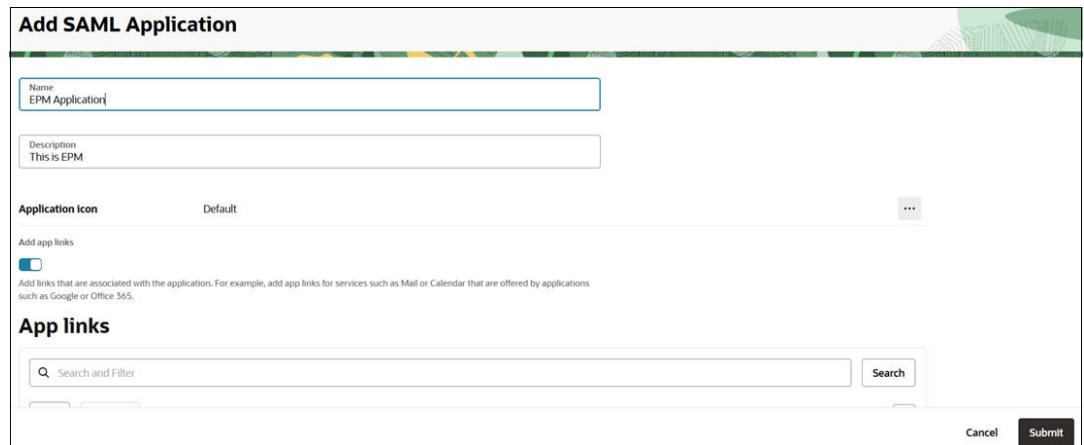 Add SAML Application
Name
EPM Application
Description
This is EPM
Application icon Default ...
Add app links
Add links that are associated with the application. For example, add app links for services such as Mail or Calendar that are offered by applications
such as Google or Office 365.
App links
Search and Filter Search
Cancel Submit